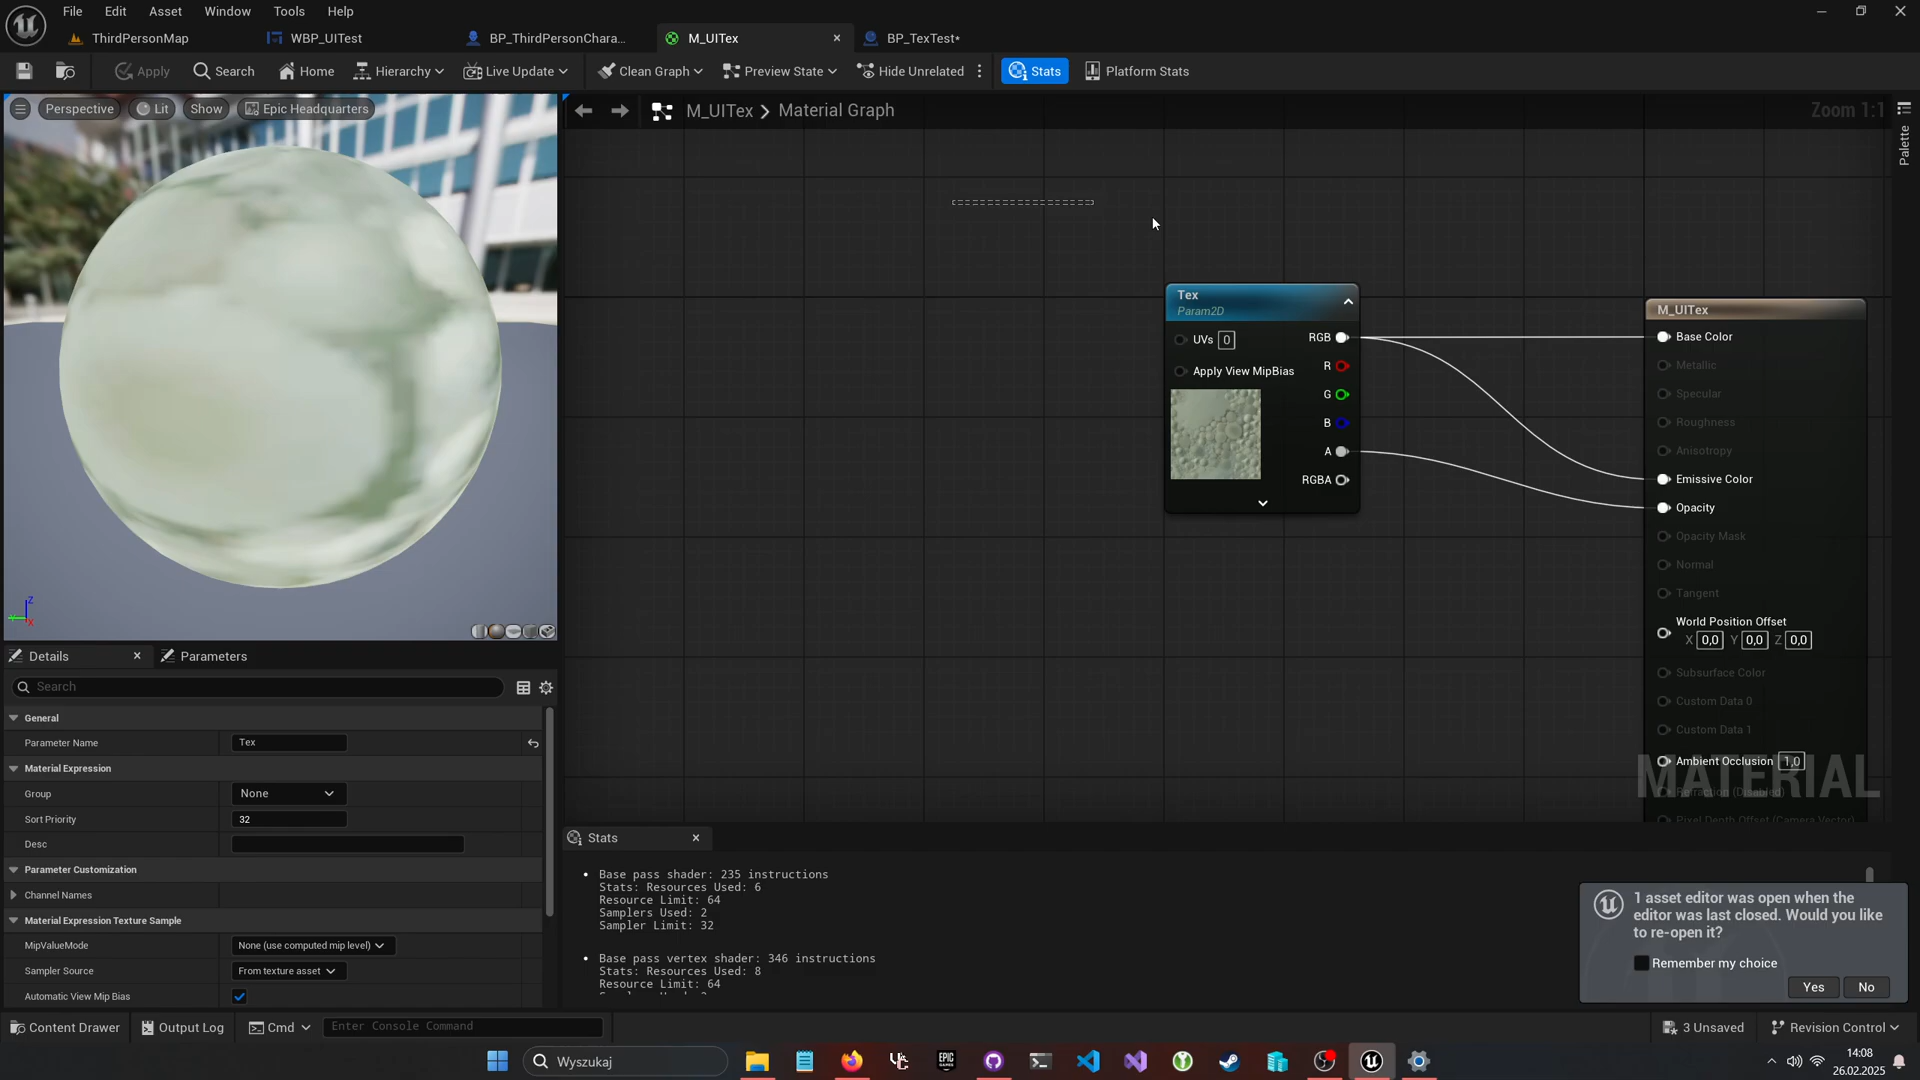 File Edit Asset Window Tools Help
ThirdPersonMap WBP_UITest BP_ThirdPersonChara... M_UITex BP_TexTest*
Apply Search Home Hierarchy Live Update Clean Graph Preview State Hide Unrelated Stats Platform Stats
Perspective Lit Show Epic Headquarters
M_UITex > Material Graph
Zoom 1:1
Palette
Tex
Param2D
UVs 0
RGB
R
Apply View MipBias
G
B
A
RGBA
M_UITex
Base Color
Metallic
Specular
Roughness
Anisotropy
Emissive Color
Opacity
Opacity Mask
Normal
Tangent
World Position Offset
X 0,0 Y 0,0 Z 0,0
Subsurface Color
Custom Data 0
Custom Data 1
Ambient Occlusion 1,0
Refraction (Disabled)
Pixel Depth Offset (Camera Vector)
MATERIAL
Z
Y
X
Details Parameters
Search
General
Parameter Name Tex
Material Expression
Group None
Sort Priority 32
Desc
Parameter Customization
Channel Names
Material Expression Texture Sample
MipValueMode None (use computed mip level)
Sampler Source From texture asset
Automatic View Mip Bias
Stats
Base pass shader: 235 instructions
Stats: Resources Used: 6
Resource Limit: 64
Samplers Used: 2
Sampler Limit: 32
Base pass vertex shader: 346 instructions
Stats: Resources Used: 8
Resource Limit: 64
1 asset editor was open when the
editor was last closed. Would you like
to re-open it?
Remember my choice
Yes No
Content Drawer Output Log Cmd Enter Console Command 3 Unsaved Revision Control
Wyszukaj
EPIC
GAMES
14:08
26.02.2025